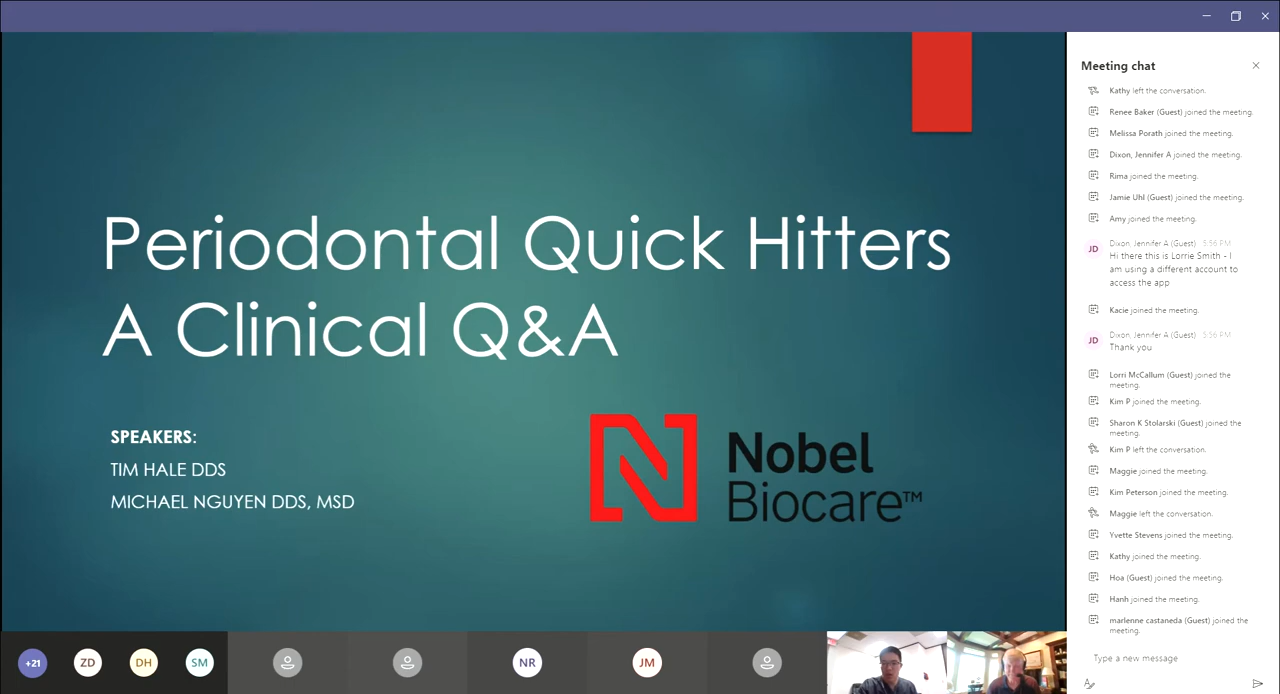 Periodontal Quick Hitters
A Clinical Q&A
SPEAKERS:
TIM HALE DDS
MICHAEL NGUYEN DDS, MSD
Nobel
Biocare™
+21
ZD
DH
SM
NR
JM
Meeting chat
Kathy left the conversation.
Renee Baker (Guest) joined the meeting.
Melissa Porath joined the meeting.
Dixon, Jennifer A joined the meeting.
Rima joined the meeting.
Jamie Uhl (Guest) joined the meeting.
Amy joined the meeting.
JD
Dixon, Jennifer A (Guest) 5:56 PM
Hi there this is Lorrie Smith - I
am using a different account to
access the app
Kacie joined the meeting.
JD
Dixon, Jennifer A (Guest) 5:56 PM
Thank you
Lorri McCallum (Guest) joined the
meeting.
Kim P joined the meeting.
Sharon K Stolarski (Guest) joined the
meeting.
Kim P left the conversation.
Maggie joined the meeting.
Kim Peterson joined the meeting.
Maggie left the conversation.
Yvette Stevens joined the meeting.
Kathy joined the meeting.
Hoa (Guest) joined the meeting.
Hanh joined the meeting.
marlenne castaneda (Guest) joined the
meeting.
Type a new message